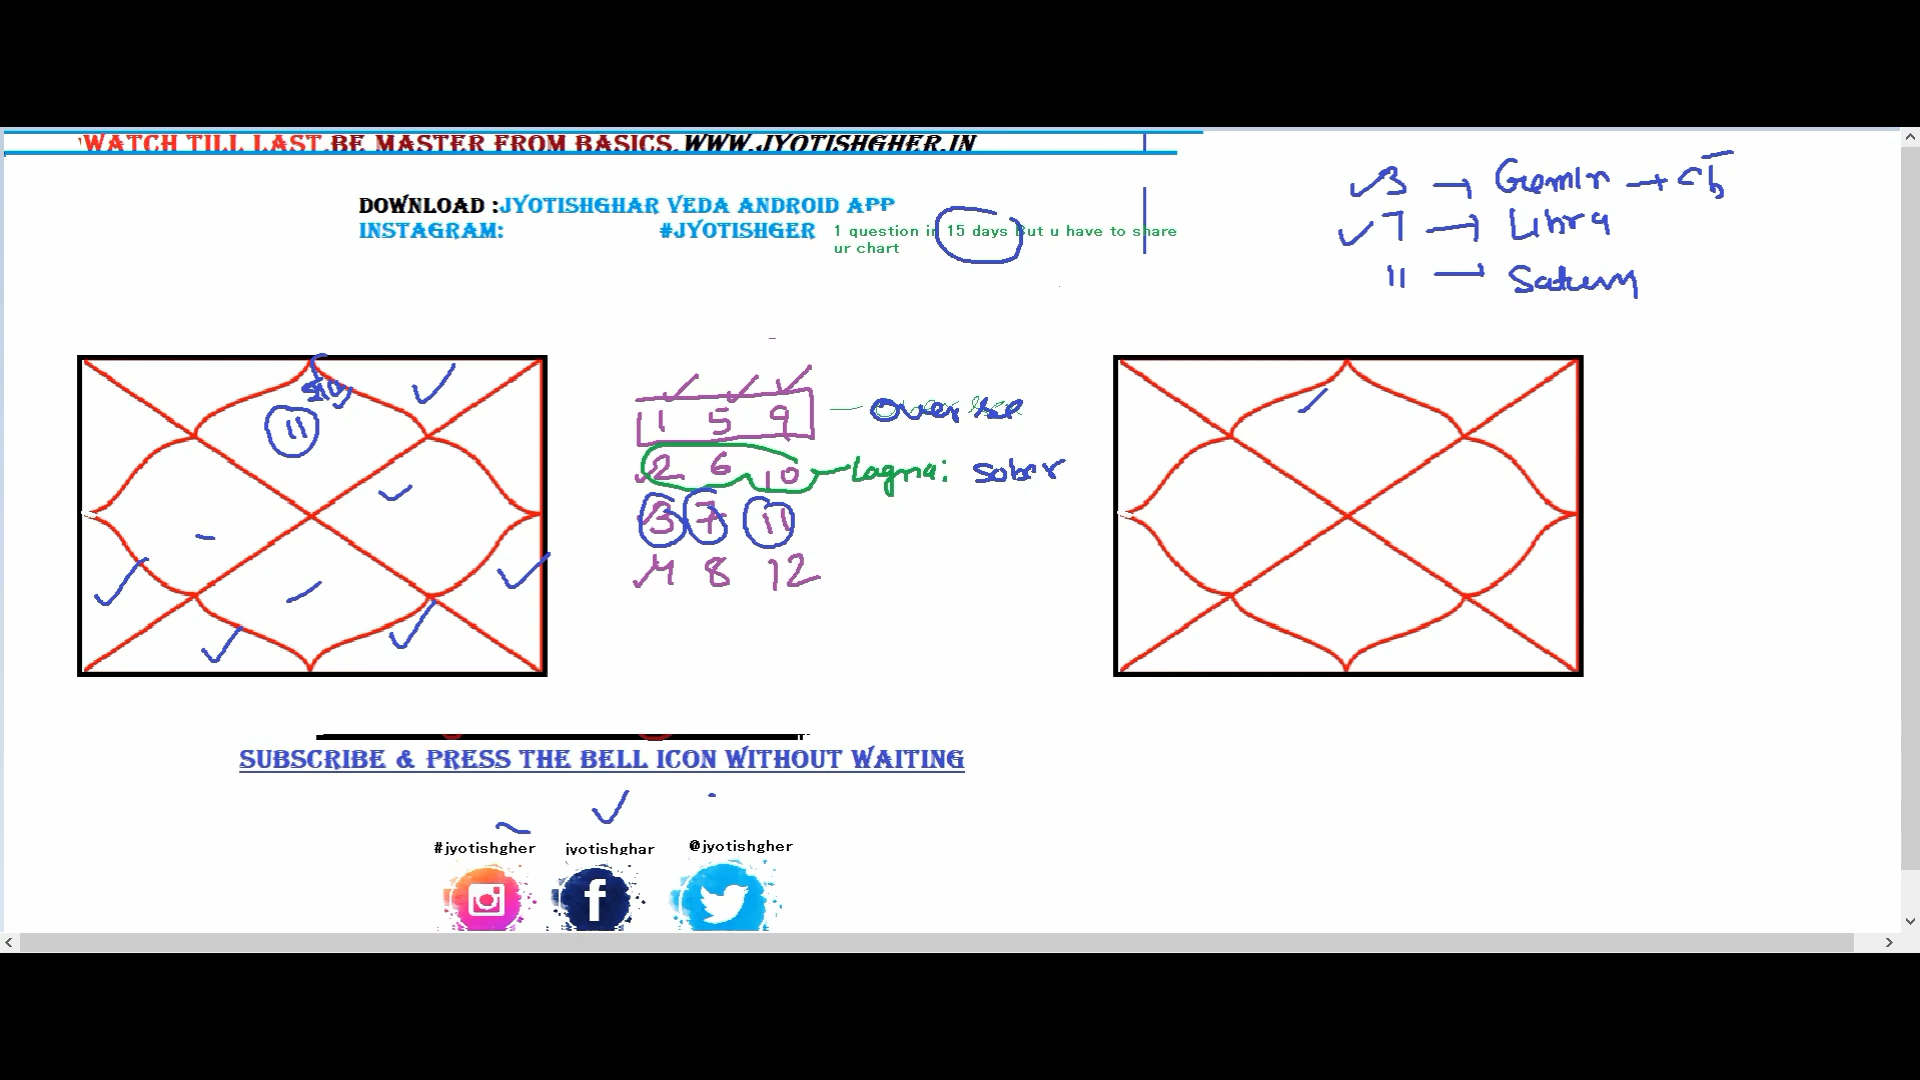 WATCH TILL LAST.BE MASTER FROM BASICS.WWW.JYOTISHGHER.IN
DOWNLOAD :JYOTISHGHAR VEDA ANDROID APP
INSTAGRAM: #JYOTISHGER
1 question in 15 days But u have to share
ur chart
3 → Gemin →
7 → Libra
11 → Saturn
11
1 5 9
2 6 10 Lagna: sober
3 7 11
4 8 12
SUBSCRIBE & PRESS THE BELL ICON WITHOUT WAITING
#jyotishgher jyotishghar @jyotishgher